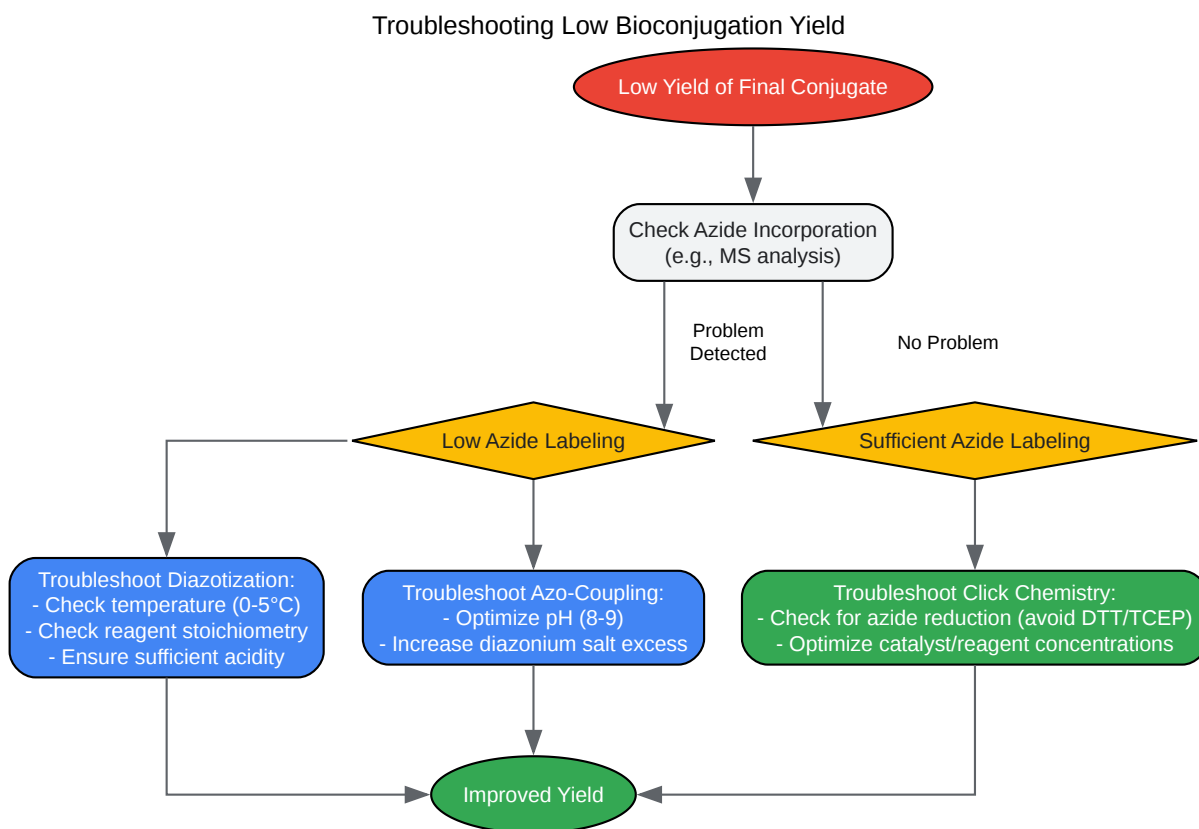 Troubleshooting Low Bioconjugation Yield
Low Yield of Final Conjugate
Check Azide Incorporation
(e.g., MS analysis)
Problem
Detected
No Problem
Low Azide Labeling
Sufficient Azide Labeling
Troubleshoot Diazotization:
- Check temperature (0-5°C)
- Check reagent stoichiometry
- Ensure sufficient acidity
Troubleshoot Azo-Coupling:
- Optimize pH (8-9)
- Increase diazonium salt excess
Troubleshoot Click Chemistry:
- Check for azide reduction (avoid DTT/TCEP)
- Optimize catalyst/reagent concentrations
Improved Yield